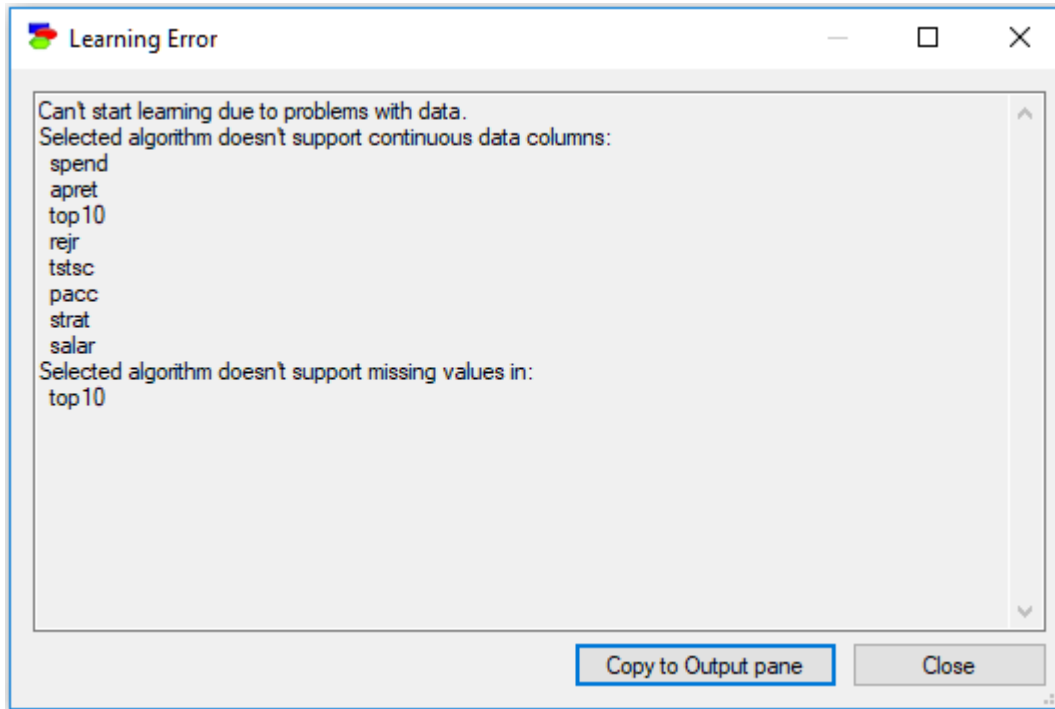 Learning Error
Can't start learning due to problems with data.
Selected algorithm doesn't support continuous data columns:
spend
apret
top10
rejr
tstsc
pacc
strat
salar
Selected algorithm doesn't support missing values in:
top10
Copy to Output pane
Close